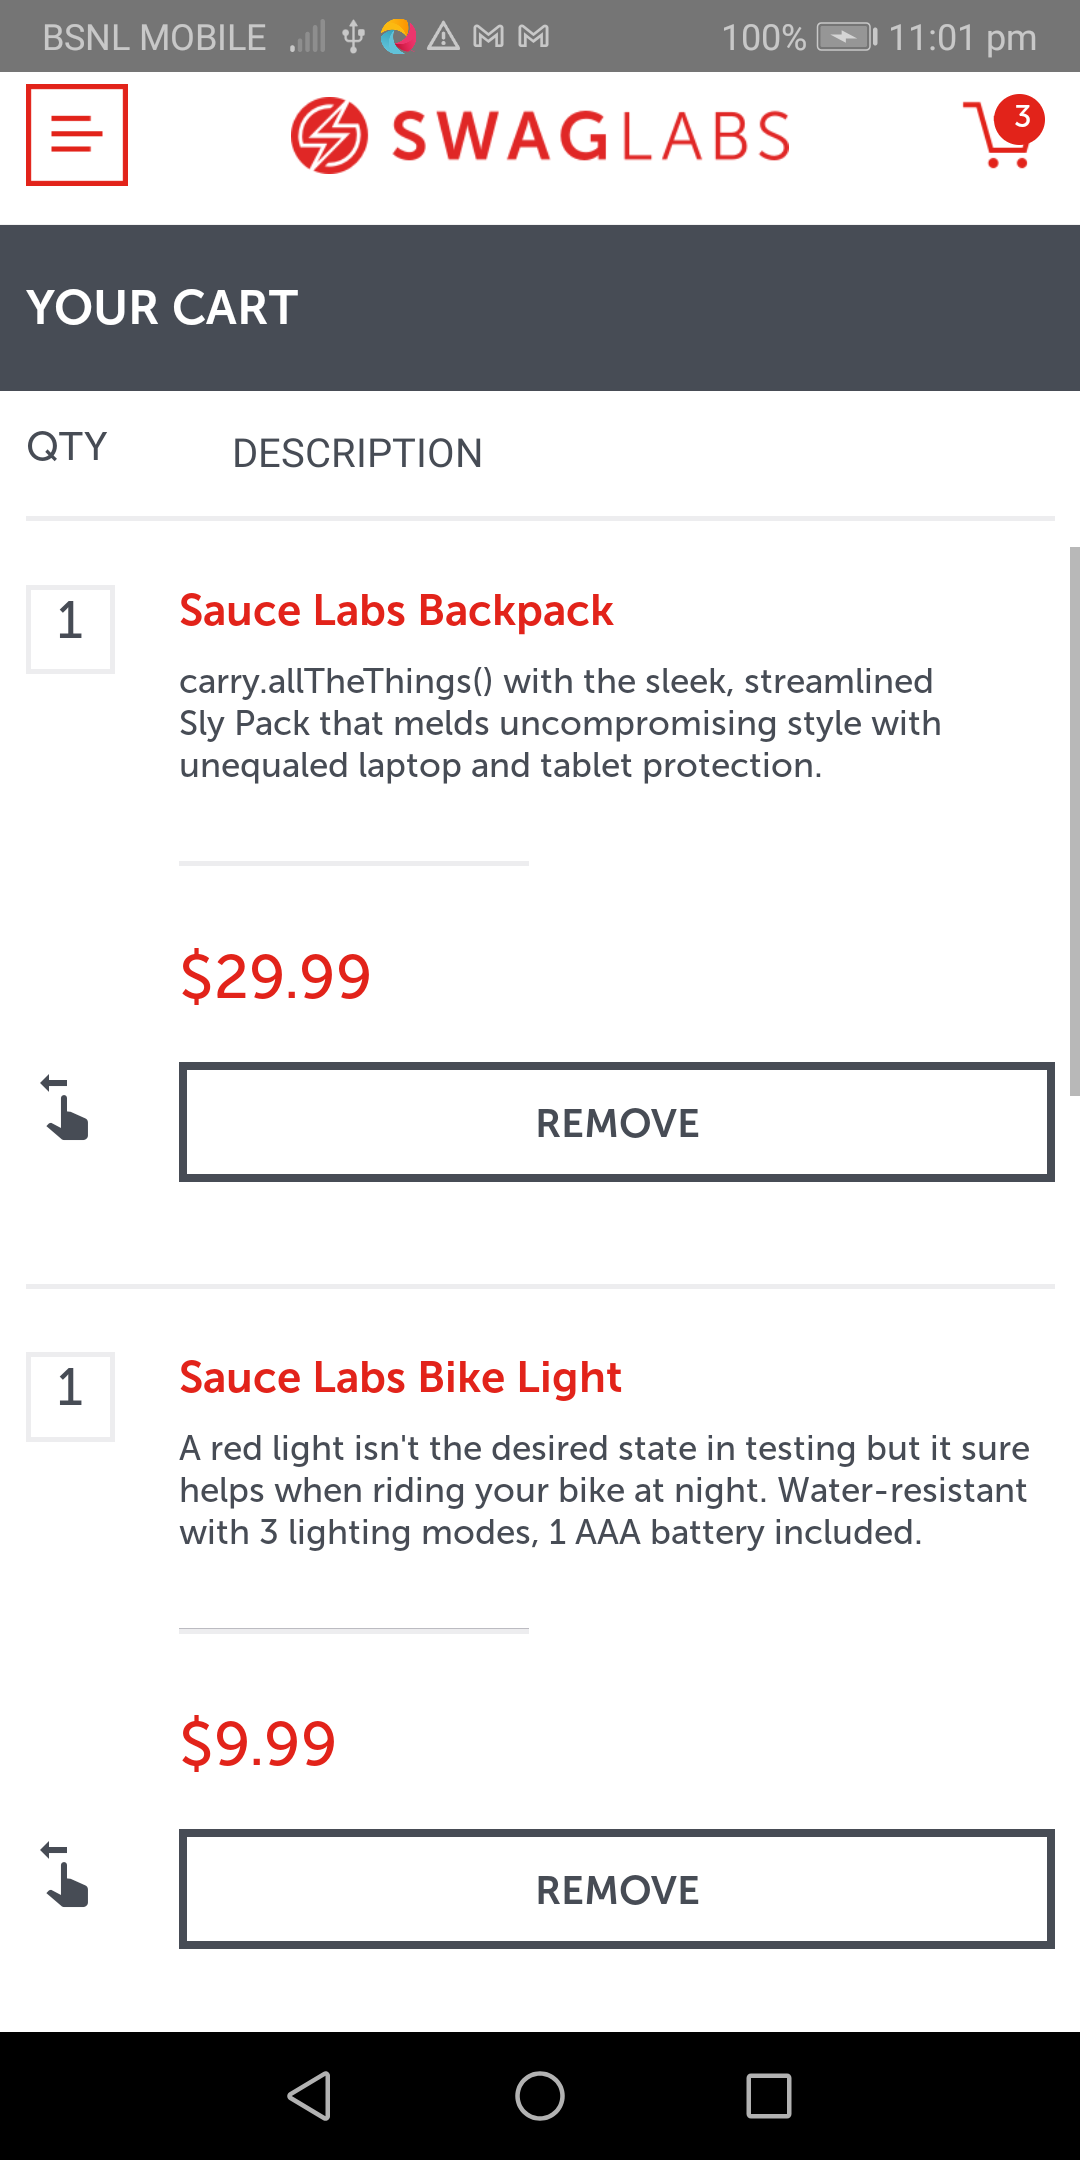 BSNL MOBILE 100% 11:01 pm
SWAGLABS 3
YOUR CART
QTY DESCRIPTION
1 Sauce Labs Backpack
carry.allTheThings() with the sleek, streamlined
Sly Pack that melds uncompromising style with
unequaled laptop and tablet protection.
$29.99
REMOVE
1 Sauce Labs Bike Light
A red light isn't the desired state in testing but it sure
helps when riding your bike at night. Water-resistant
with 3 lighting modes, 1 AAA battery included.
$9.99
REMOVE